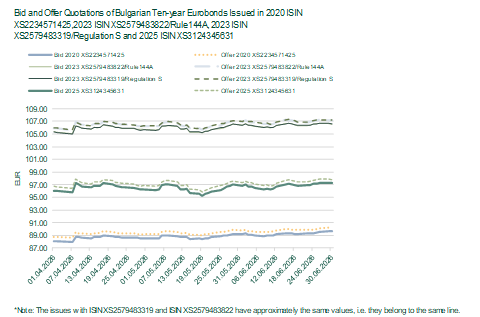 Bid and Offer Quotations of Bulgarian Ten-year Eurobonds Issued in 2020 ISIN
XS2234571425, 2023 ISIN XS2579483822/Rule144A, 2023 ISIN
XS2579483319/Regulation S and 2025 ISIN XS3124345631
Bid 2020 XS2234571425
Offer 2020 XS2234571425
Bid 2023 XS2579483822/Rule144A
Offer 2023 XS2579483822/Rule144A
Bid 2023 XS2579483319/Regulation S
Offer 2023 XS2579483319/Regulation S
Bid 2025 XS3124345631
Offer 2025 XS3124345631
109.00
107.00
105.00
103.00
101.00
99.00
97.00
95.00
93.00
91.00
89.00
87.00
EUR
01.04.2026
07.04.2026
13.04.2026
19.04.2026
25.04.2026
01.05.2026
07.05.2026
13.05.2026
19.05.2026
25.05.2026
31.05.2026
06.06.2026
12.06.2026
18.06.2026
24.06.2026
30.06.2026
*Note: The issues with ISIN XS2579483319 and ISIN XS2579483822 have approximately the same values, i.e. they belong to the same line.